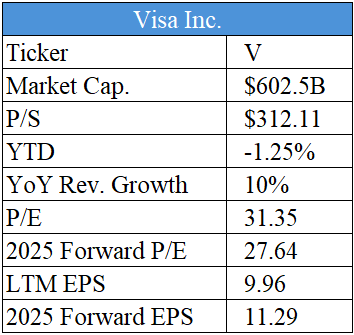 Visa Inc.
Ticker V
Market Cap. $602.5B
P/S $312.11
YTD -1.25%
YoY Rev. Growth 10%
P/E 31.35
2025 Forward P/E 27.64
LTM EPS 9.96
2025 Forward EPS 11.29